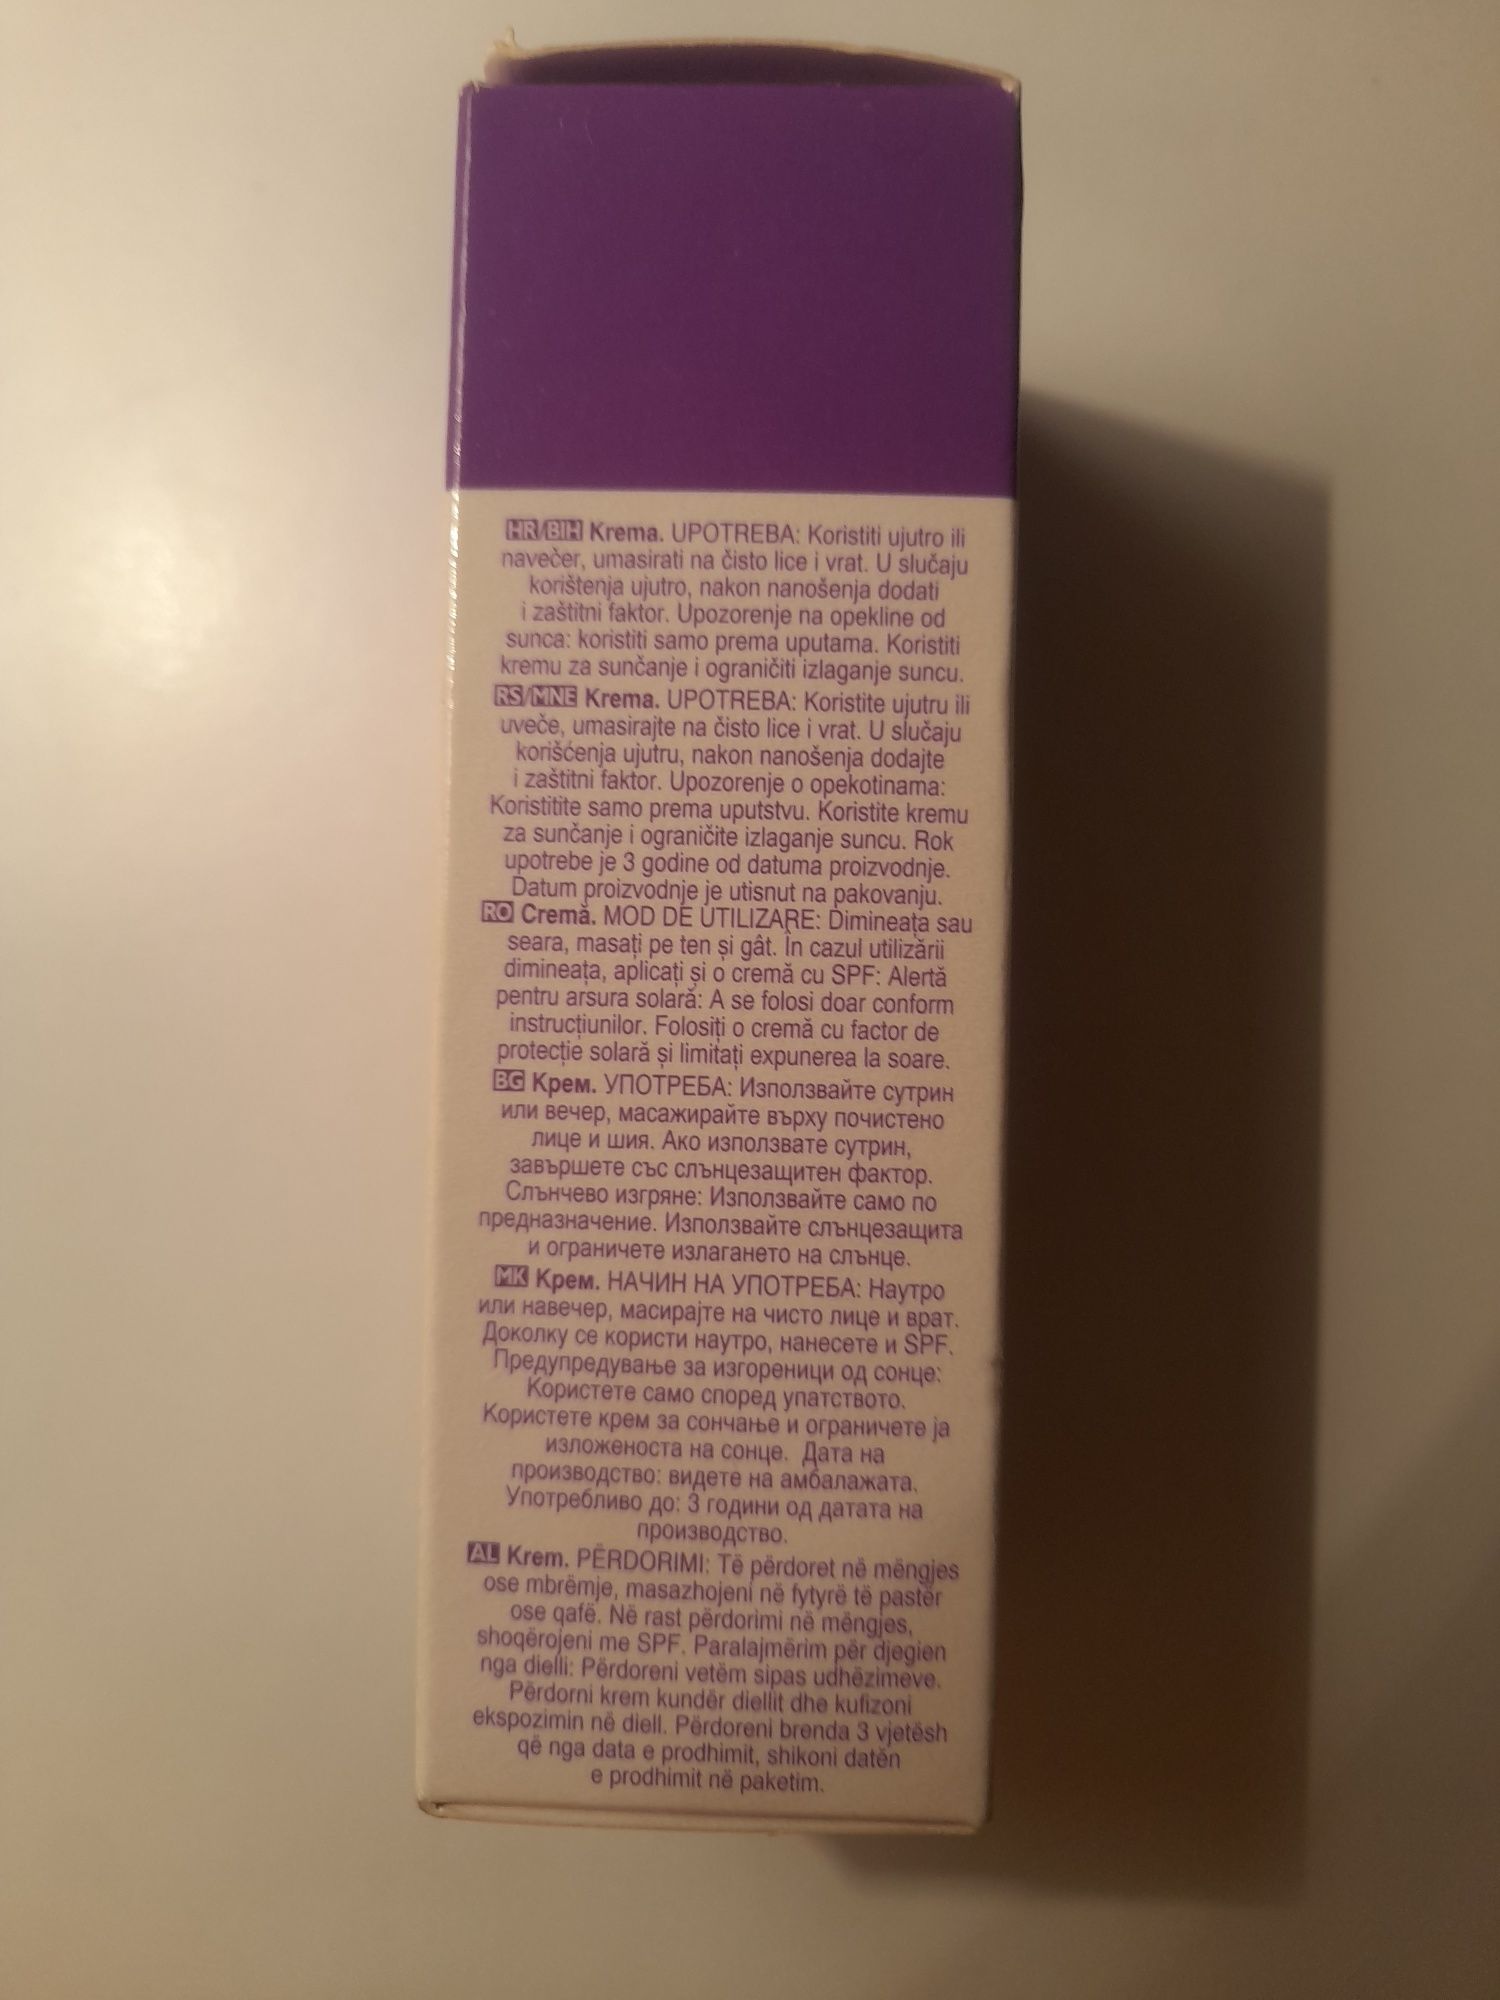 HR/BIH Krema. UPOTREBA: Koristiti ujutro ili
navečer, umasirati na čisto lice i vrat. U slučaju
korištenja ujutro, nakon nanošenja dodati
i zaštitni faktor. Upozorenje na opekline od
sunca: koristiti samo prema uputama. Koristiti
kremu za sunčanje i ograničiti izlaganje suncu.
RS/MNE Krema. UPOTREBA: Koristite ujutru ili
uveče, umasirajte na čisto lice i vrat. U slučaju
korišćenja ujutru, nakon nanošenja dodajte
i zaštitni faktor. Upozorenje o opekotinama:
Koristitite samo prema uputstvu. Koristite kremu
za sunčanje i ograničite izlaganje suncu. Rok
upotrebe je 3 godine od datuma proizvodnje.
Datum proizvodnje je utisnut na pakovanju.
RO Cremă. MOD DE UTILIZARE: Dimineața sau
seara, masați pe ten și gât. În cazul utilizării
dimineața, aplicați și o cremă cu SPF: Alertă
pentru arsura solară: A se folosi doar conform
instrucțiunilor. Folosiți o cremă cu factor de
protecție solară și limitați expunerea la soare.
BG Крем. УПОТРЕБА: Използвайте сутрин
или вечер, масажирайте върху почистено
лице и шия. Ако използвате сутрин,
завършете със слънцезащитен фактор.
Слънчево изгряне: Използвайте само по
предназначение. Използвайте слънцезащита
и ограничете излагането на слънце.
MK Крем. НАЧИН НА УПОТРЕБА: Наутро
или навечер, масирајте на чисто лице и врат.
Доколку се користи наутро, нанесете и SPF.
Предупредување за изгореници од сонце:
Користете само според упатството.
Користете крем за сончање и ограничете ја
изложеноста на сонце. Дата на
производство: видете на амбалажата.
Употребливо до: 3 години од датата на
производство.
AL Krem. PËRDORIMI: Të përdoret në mëngjes
ose mbrëmje, masazhojeni në fytyrë të pastër
ose qafë. Në rast përdorimi në mëngjes,
shoqërojeni me SPF. Paralajmërim për djegien
nga dielli: Përdoreni vetëm sipas udhëzimeve.
Përdorni krem kundër diellit dhe kufizoni
ekspozimin në diell. Përdoreni brenda 3 vjetësh
që nga data e prodhimit, shikoni datën
e prodhimit në paketim.